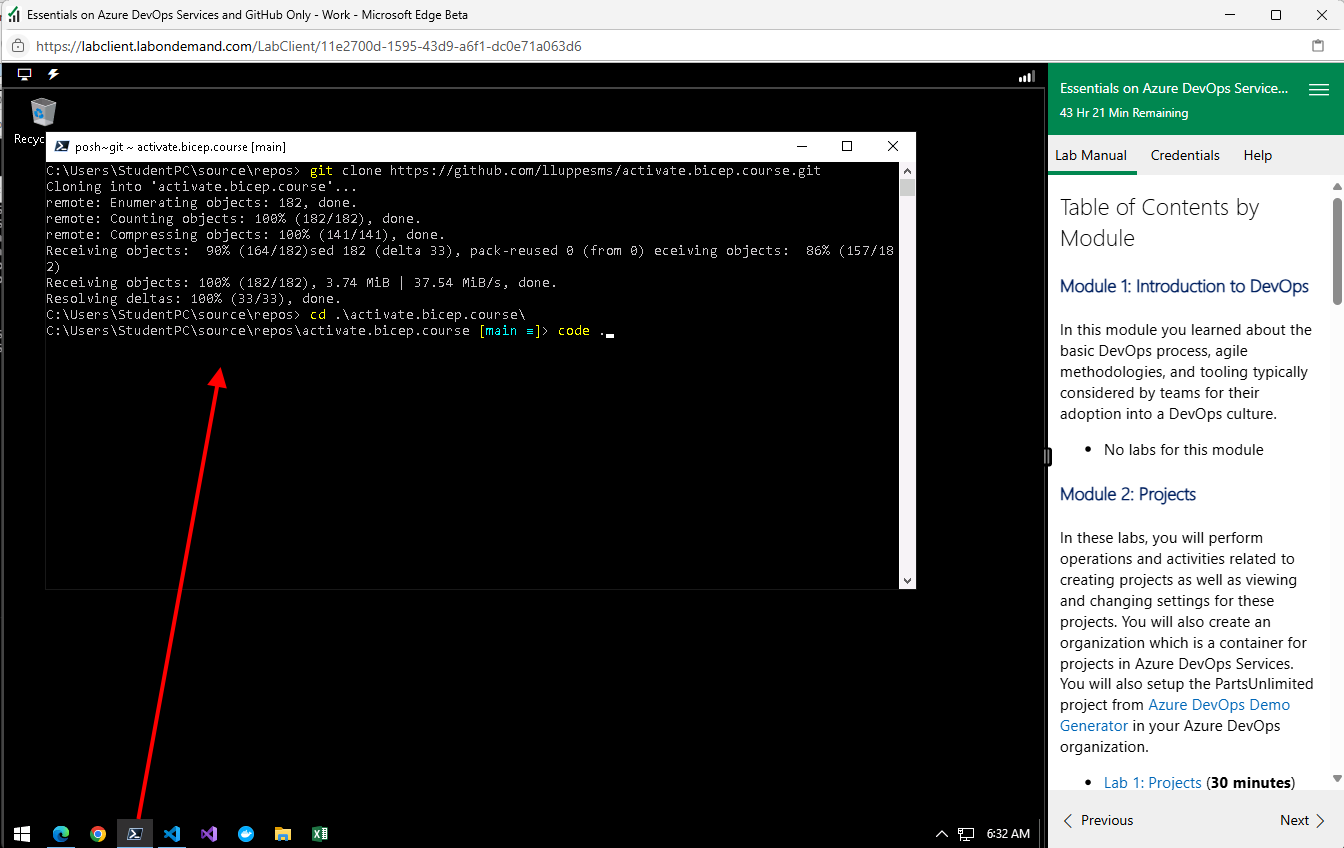 Essentials on Azure DevOps Services and GitHub Only - Work - Microsoft Edge Beta
https://labclient.labondemand.com/LabClient/11e2700d-1595-43d9-a6f1-dc0e71a063d6
Recyc
posh~git ~ activate.bicep.course [main]
C:\Users\StudentPC\source\repos> git clone https://github.com/lluppesms/activate.bicep.course.git
Cloning into 'activate.bicep.course'...
remote: Enumerating objects: 182, done.
remote: Counting objects: 100% (182/182), done.
remote: Compressing objects: 100% (141/141), done.
Receiving objects:  90% (164/182)sed 182 (delta 33), pack-reused 0 (from 0) eceiving objects:  86% (157/18
2)
Receiving objects: 100% (182/182), 3.74 MiB | 37.54 MiB/s, done.
Resolving deltas: 100% (33/33), done.
C:\Users\StudentPC\source\repos> cd .\activate.bicep.course\
C:\Users\StudentPC\source\repos\activate.bicep.course [main ≡]> code ._
6:32 AM
Essentials on Azure DevOps Service...
43 Hr 21 Min Remaining
Lab Manual Credentials Help
Table of Contents by
Module
Module 1: Introduction to DevOps
In this module you learned about the
basic DevOps process, agile
methodologies, and tooling typically
considered by teams for their
adoption into a DevOps culture.
• No labs for this module
Module 2: Projects
In these labs, you will perform
operations and activities related to
creating projects as well as viewing
and changing settings for these
projects. You will also create an
organization which is a container for
projects in Azure DevOps Services.
You will also setup the PartsUnlimited
project from Azure DevOps Demo
Generator in your Azure DevOps
organization.
• Lab 1: Projects (30 minutes)
Previous Next